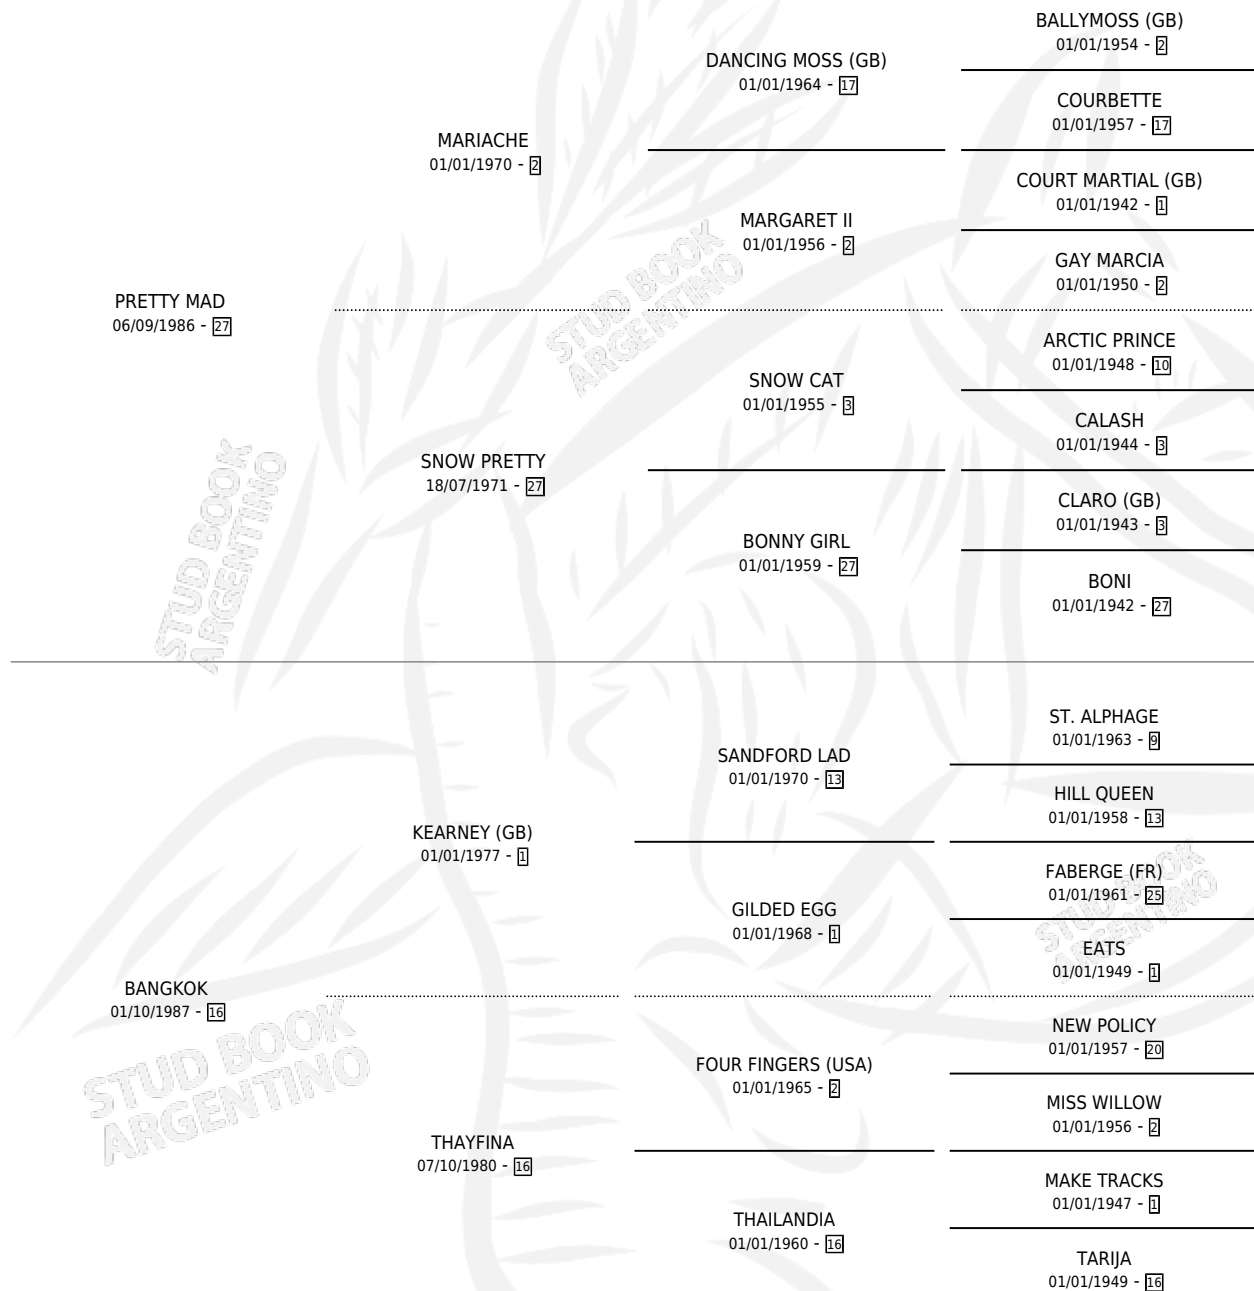 BALLYMOSS (GB)
01/01/1954 - 2
DANCING MOSS (GB)
01/01/1964 - 17
COURBETTE
01/01/1957 - 17
MARIACHE
01/01/1970 - 2
COURT MARTIAL (GB)
01/01/1942 - 1
MARGARET II
01/01/1956 - 2
GAY MARCIA
01/01/1950 - 2
PRETTY MAD
06/09/1986 - 27
ARCTIC PRINCE
01/01/1948 - 10
SNOW CAT
01/01/1955 - 3
CALASH
01/01/1944 - 3
SNOW PRETTY
18/07/1971 - 27
CLARO (GB)
01/01/1943 - 3
BONNY GIRL
01/01/1959 - 27
BONI
01/01/1942 - 27
ST. ALPHAGE
01/01/1963 - 9
SANDFORD LAD
01/01/1970 - 13
HILL QUEEN
01/01/1958 - 13
KEARNEY (GB)
01/01/1977 - 1
FABERGE (FR)
01/01/1961 - 25
GILDED EGG
01/01/1968 - 1
EATS
01/01/1949 - 1
BANGKOK
01/10/1987 - 16
NEW POLICY
01/01/1957 - 20
FOUR FINGERS (USA)
01/01/1965 - 2
MISS WILLOW
01/01/1956 - 2
THAYFINA
07/10/1980 - 16
MAKE TRACKS
01/01/1947 - 1
THAILANDIA
01/01/1960 - 16
TARIJA
01/01/1949 - 16
STUD BOOK
ARGENTINO
STUD BOOK
ARGENTINO
STUD BOOK
ARGENTINO
STUD BOOK
ARGENTINO